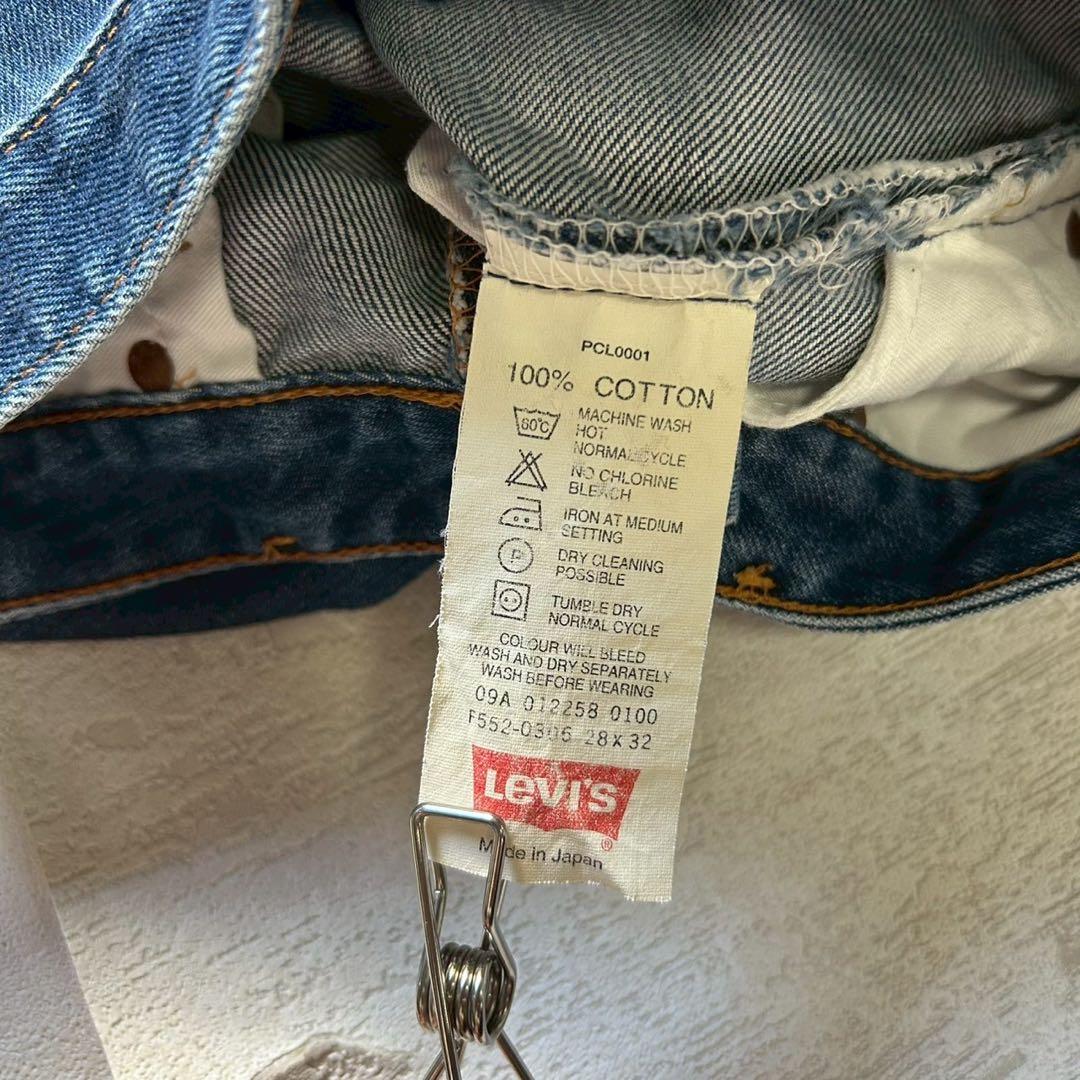 PCL0001
100% COTTON
60°C
MACHINE WASH
HOT
NORMAL CYCLE
NO CHLORINE
BLEACH
IRON AT MEDIUM
SETTING
P
DRY CLEANING
POSSIBLE
TUMBLE DRY
NORMAL CYCLE
COLOUR WILL BLEED
WASH AND DRY SEPARATELY
WASH BEFORE WEARING
09A 012258 0100
F552-0306 28X32
LEVI'S
®
Made in Japan